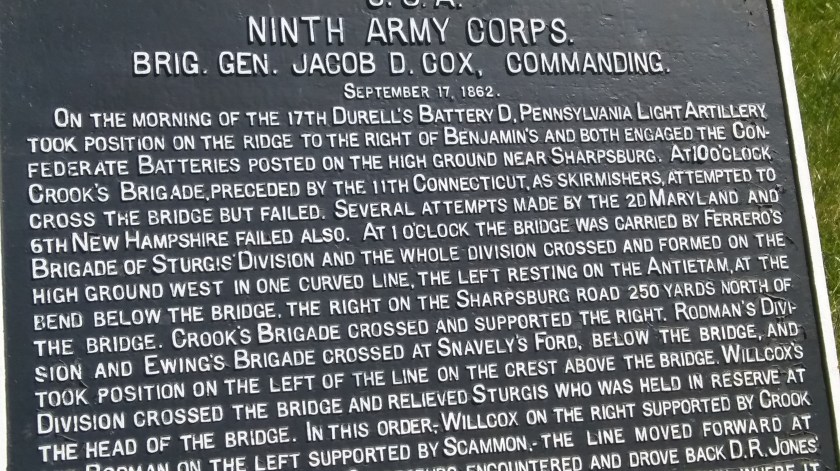 U. S. A.
NINTH ARMY CORPS.
BRIG. GEN. JACOB D. COX, COMMANDING.
SEPTEMBER 17, 1862.
ON THE MORNING OF THE 17TH DURELL'S BATTERY D, PENNSYLVANIA LIGHT ARTILLERY
TOOK POSITION ON THE RIDGE TO THE RIGHT OF BENJAMIN'S AND BOTH ENGAGED THE CON-
FEDERATE BATTERIES POSTED ON THE HIGH GROUND NEAR SHARPSBURG. AT 10 O'CLOCK
CROOK'S BRIGADE, PRECEDED BY THE 11TH CONNECTICUT, AS SKIRMISHERS, ATTEMPTED TO
CROSS THE BRIDGE BUT FAILED. SEVERAL ATTEMPTS MADE BY THE 2D MARYLAND AND
6TH NEW HAMPSHIRE FAILED ALSO. AT 1 O'CLOCK THE BRIDGE WAS CARRIED BY FERRERO'S
BRIGADE OF STURGIS' DIVISION AND THE WHOLE DIVISION CROSSED AND FORMED ON THE
HIGH GROUND WEST IN ONE CURVED LINE, THE LEFT RESTING ON THE ANTIETAM, AT THE
BEND BELOW THE BRIDGE, THE RIGHT ON THE SHARPSBURG ROAD 250 YARDS NORTH OF
THE BRIDGE. CROOK'S BRIGADE CROSSED AND SUPPORTED THE RIGHT. RODMAN'S DIVI-
SION AND EWING'S BRIGADE CROSSED AT SNAVELY'S FORD, BELOW THE BRIDGE, AND
TOOK POSITION ON THE LEFT OF THE LINE ON THE CREST ABOVE THE BRIDGE. WILLCOX'S
DIVISION CROSSED THE BRIDGE AND RELIEVED STURGIS WHO WAS HELD IN RESERVE AT
THE HEAD OF THE BRIDGE. IN THIS ORDER,-WILLCOX ON THE RIGHT SUPPORTED BY CROOK
RODMAN ON THE LEFT SUPPORTED BY SCAMMON,-THE LINE MOVED FORWARD AT
ENCOUNTERED AND DROVE BACK D.R. JONES'